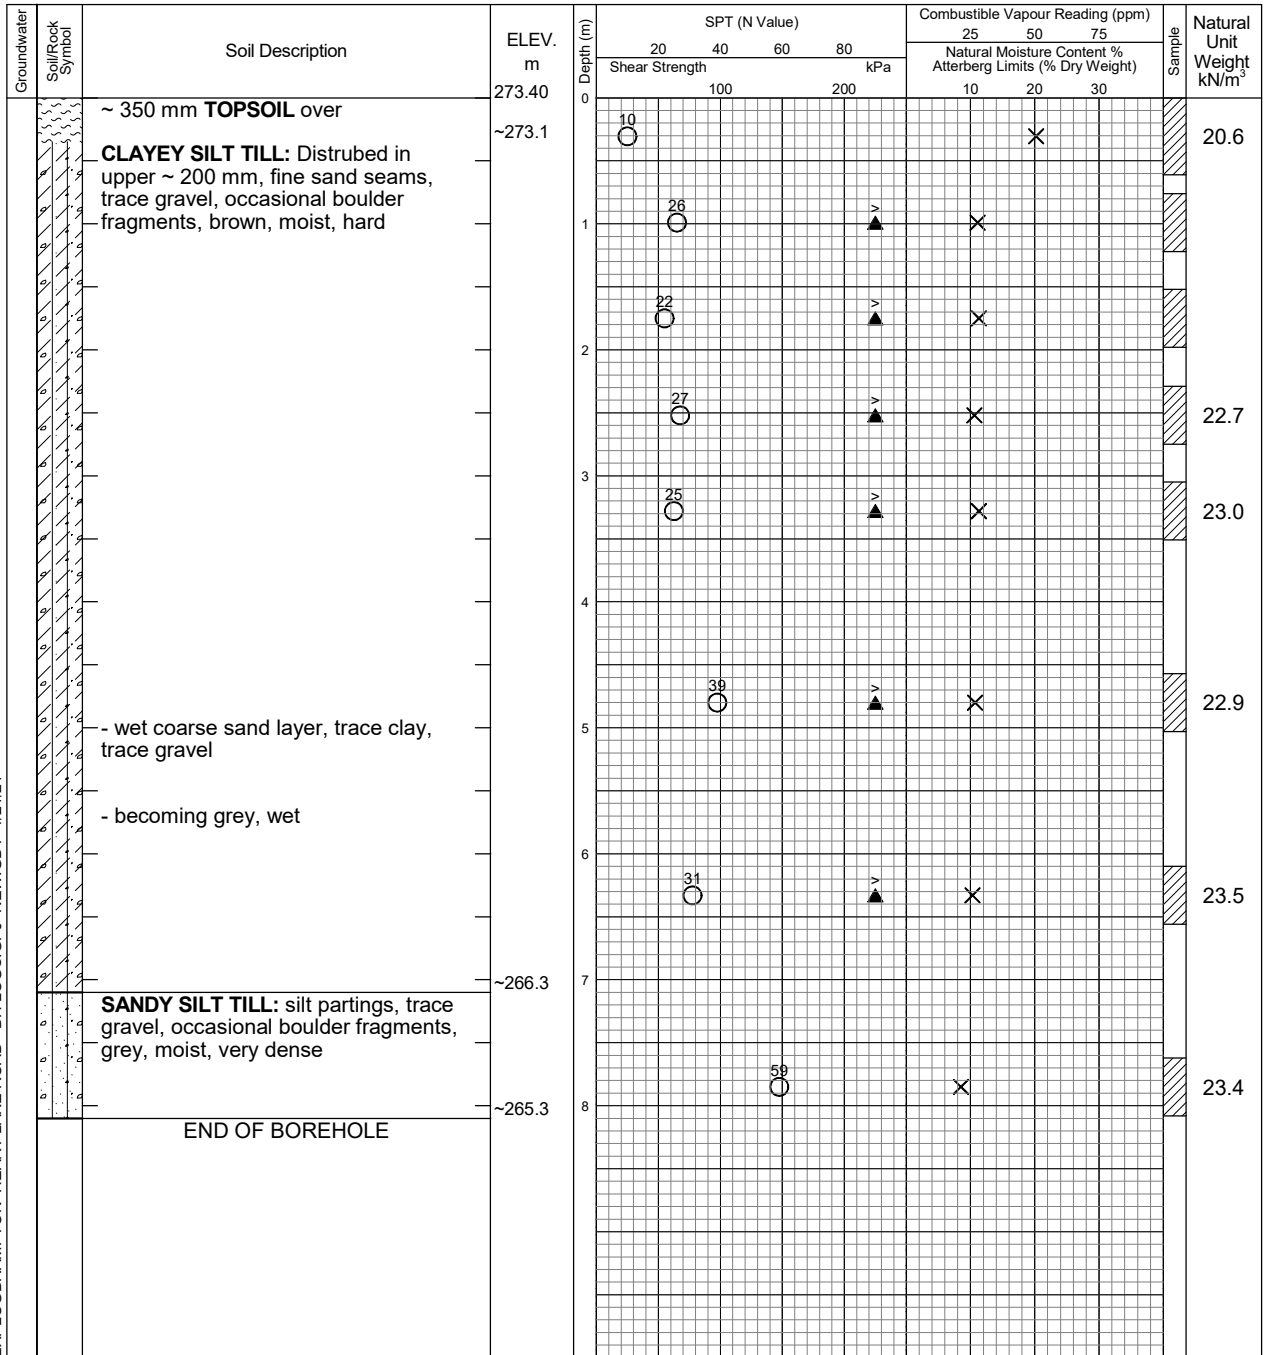 Groundwater
Soil/Rock
Symbol
Soil Description
ELEV.
m
Depth (m)
SPT (N Value)
20 40 60 80
Shear Strength kPa
100 200
Combustible Vapour Reading (ppm)
25 50 75
Natural Moisture Content %
Atterberg Limits (% Dry Weight)
10 20 30
Sample
Natural
Unit
Weight
kN/m³
273.40
0
~ 350 mm TOPSOIL over
~273.1
10
20.6
CLAYEY SILT TILL: Distrubed in
upper ~ 200 mm, fine sand seams,
trace gravel, occasional boulder
fragments, brown, moist, hard
26 >
1
22 >
2
27 >
22.7
3
25 >
23.0
4
39 >
22.9
- wet coarse sand layer, trace clay,
trace gravel
5
- becoming grey, wet
6
31 >
23.5
~266.3
7
SANDY SILT TILL: silt partings, trace
gravel, occasional boulder fragments,
grey, moist, very dense
59
23.4
~265.3
8
END OF BOREHOLE